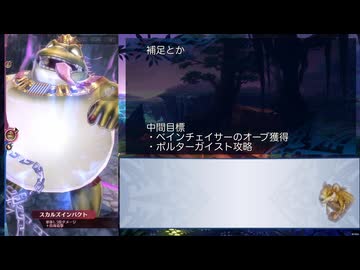 補足とか
中間目標
・ペインチェイサーのオーブ獲得
・ポルターガイスト攻略
スカルズインパクト